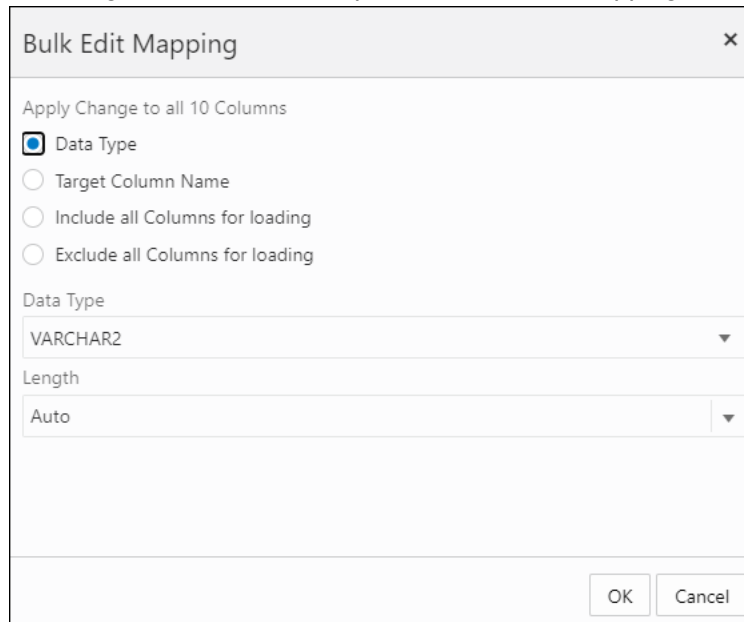 Bulk Edit Mapping
Apply Change to all 10 Columns
Data Type
Target Column Name
Include all Columns for loading
Exclude all Columns for loading
Data Type
VARCHAR2
Length
Auto
OK Cancel